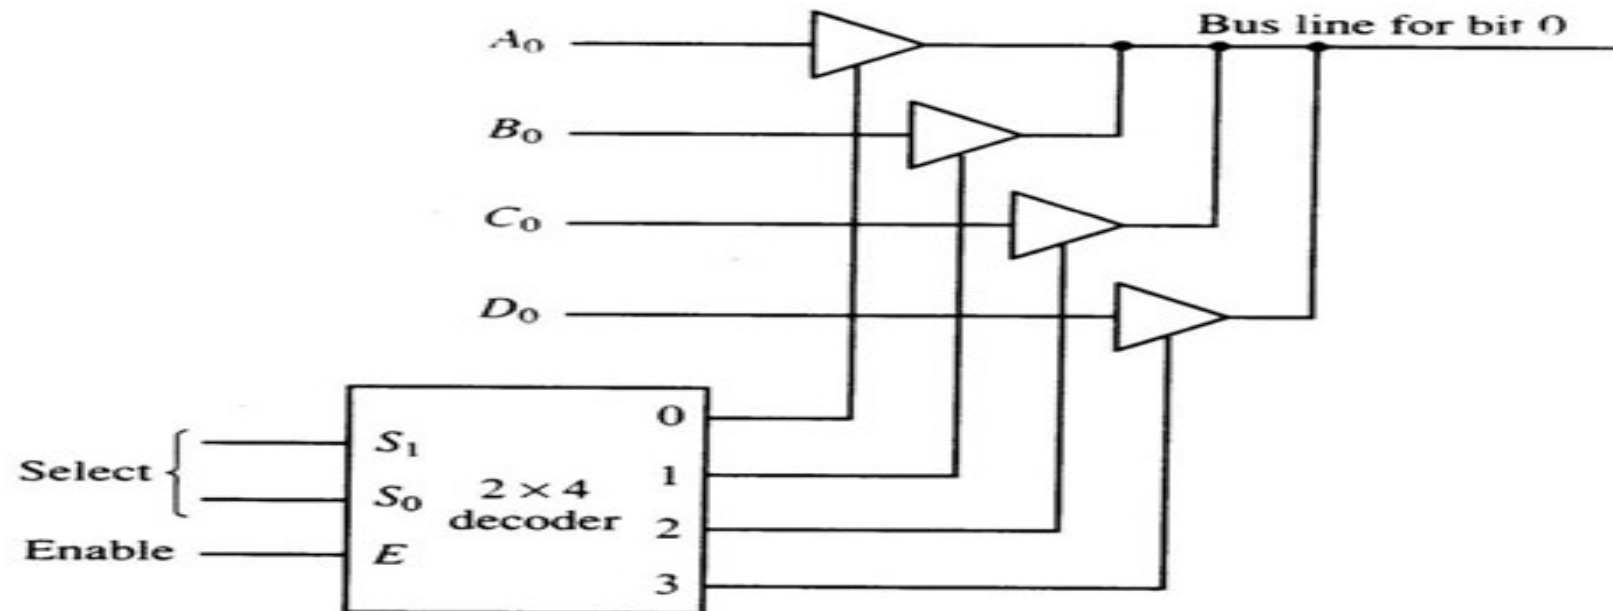 A0
Bus line for bit 0
B0
C0
D0
0
S1
1
Select
S0
2 × 4
decoder
2
Enable
E
3